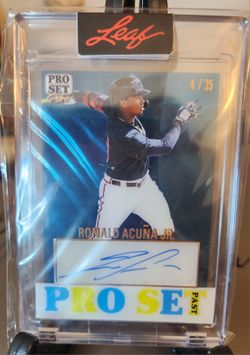 Leaf
PRO
SET
4 / 35
RONALD ACUÑA JR.
PRO SE
PAST